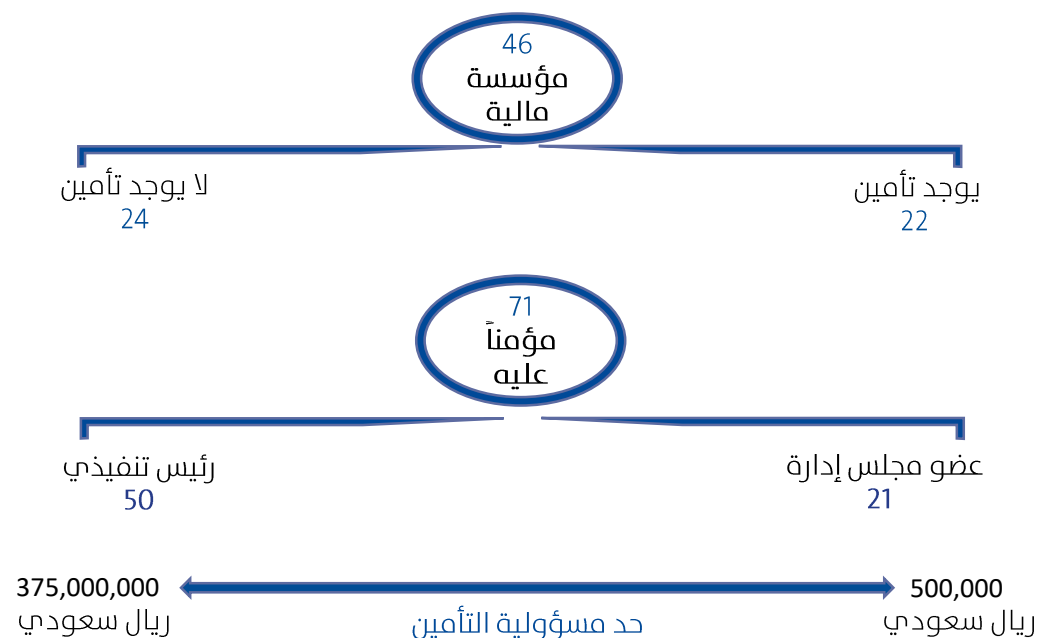 46
مؤسسة
مالية
يوجد تأمين
22
لا يوجد تأمين
24
71
مؤمناً
عليه
عضو مجلس إدارة
21
رئيس تنفيذي
50
500,000
ريال سعودي
حد مسؤولية التأمين
375,000,000
ريال سعودي